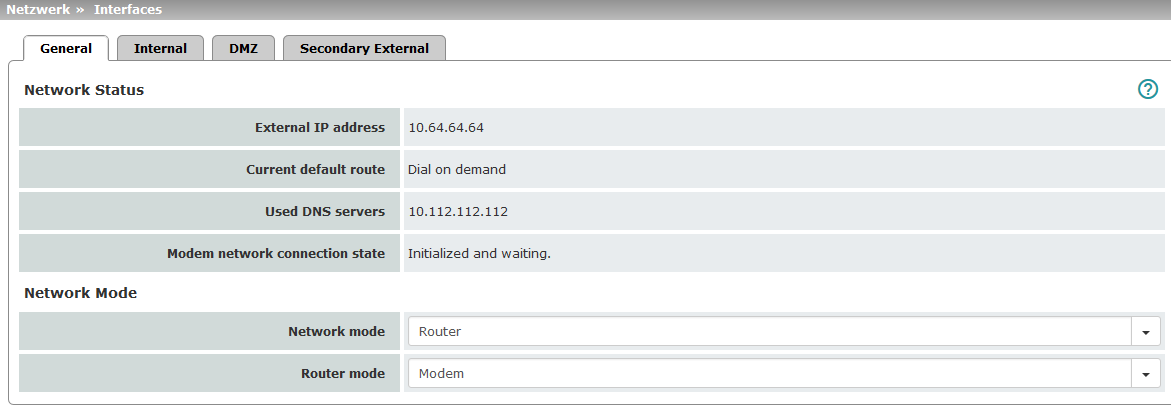 Netzwerk » Interfaces
General Internal DMZ Secondary External
Network Status
External IP address 10.64.64.64
Current default route Dial on demand
Used DNS servers 10.112.112.112
Modem network connection state Initialized and waiting.
Network Mode
Network mode Router
Router mode Modem